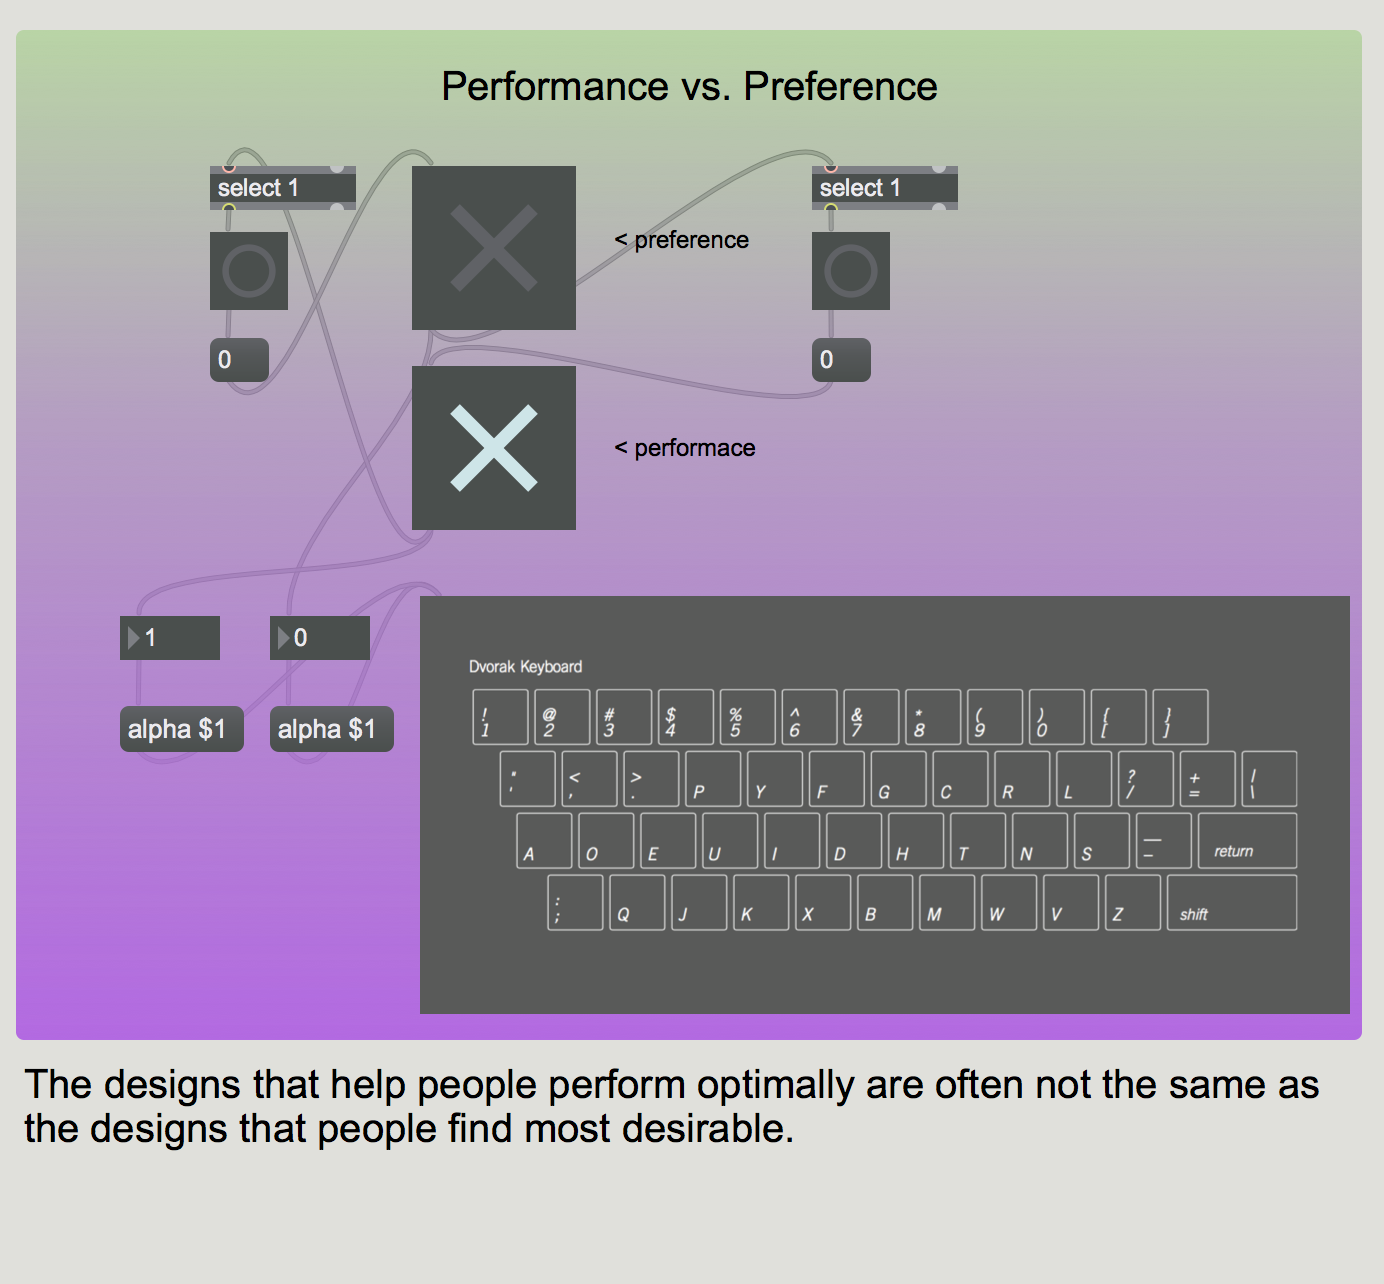 Performance vs. Preference
select 1
select 1
< preference
0
0
< performace
1
0
alpha $1
alpha $1
Dvorak Keyboard
! @ # $ % ^ & * ( ) { }
1 2 3 4 5 6 7 8 9 0 [ ]
" < > ? + |
' , . P Y F G C R L / = \
A O E U I D H T N S — – return
: ; Q J K X B M W V Z shift
The designs that help people perform optimally are often not the same as
the designs that people find most desirable.